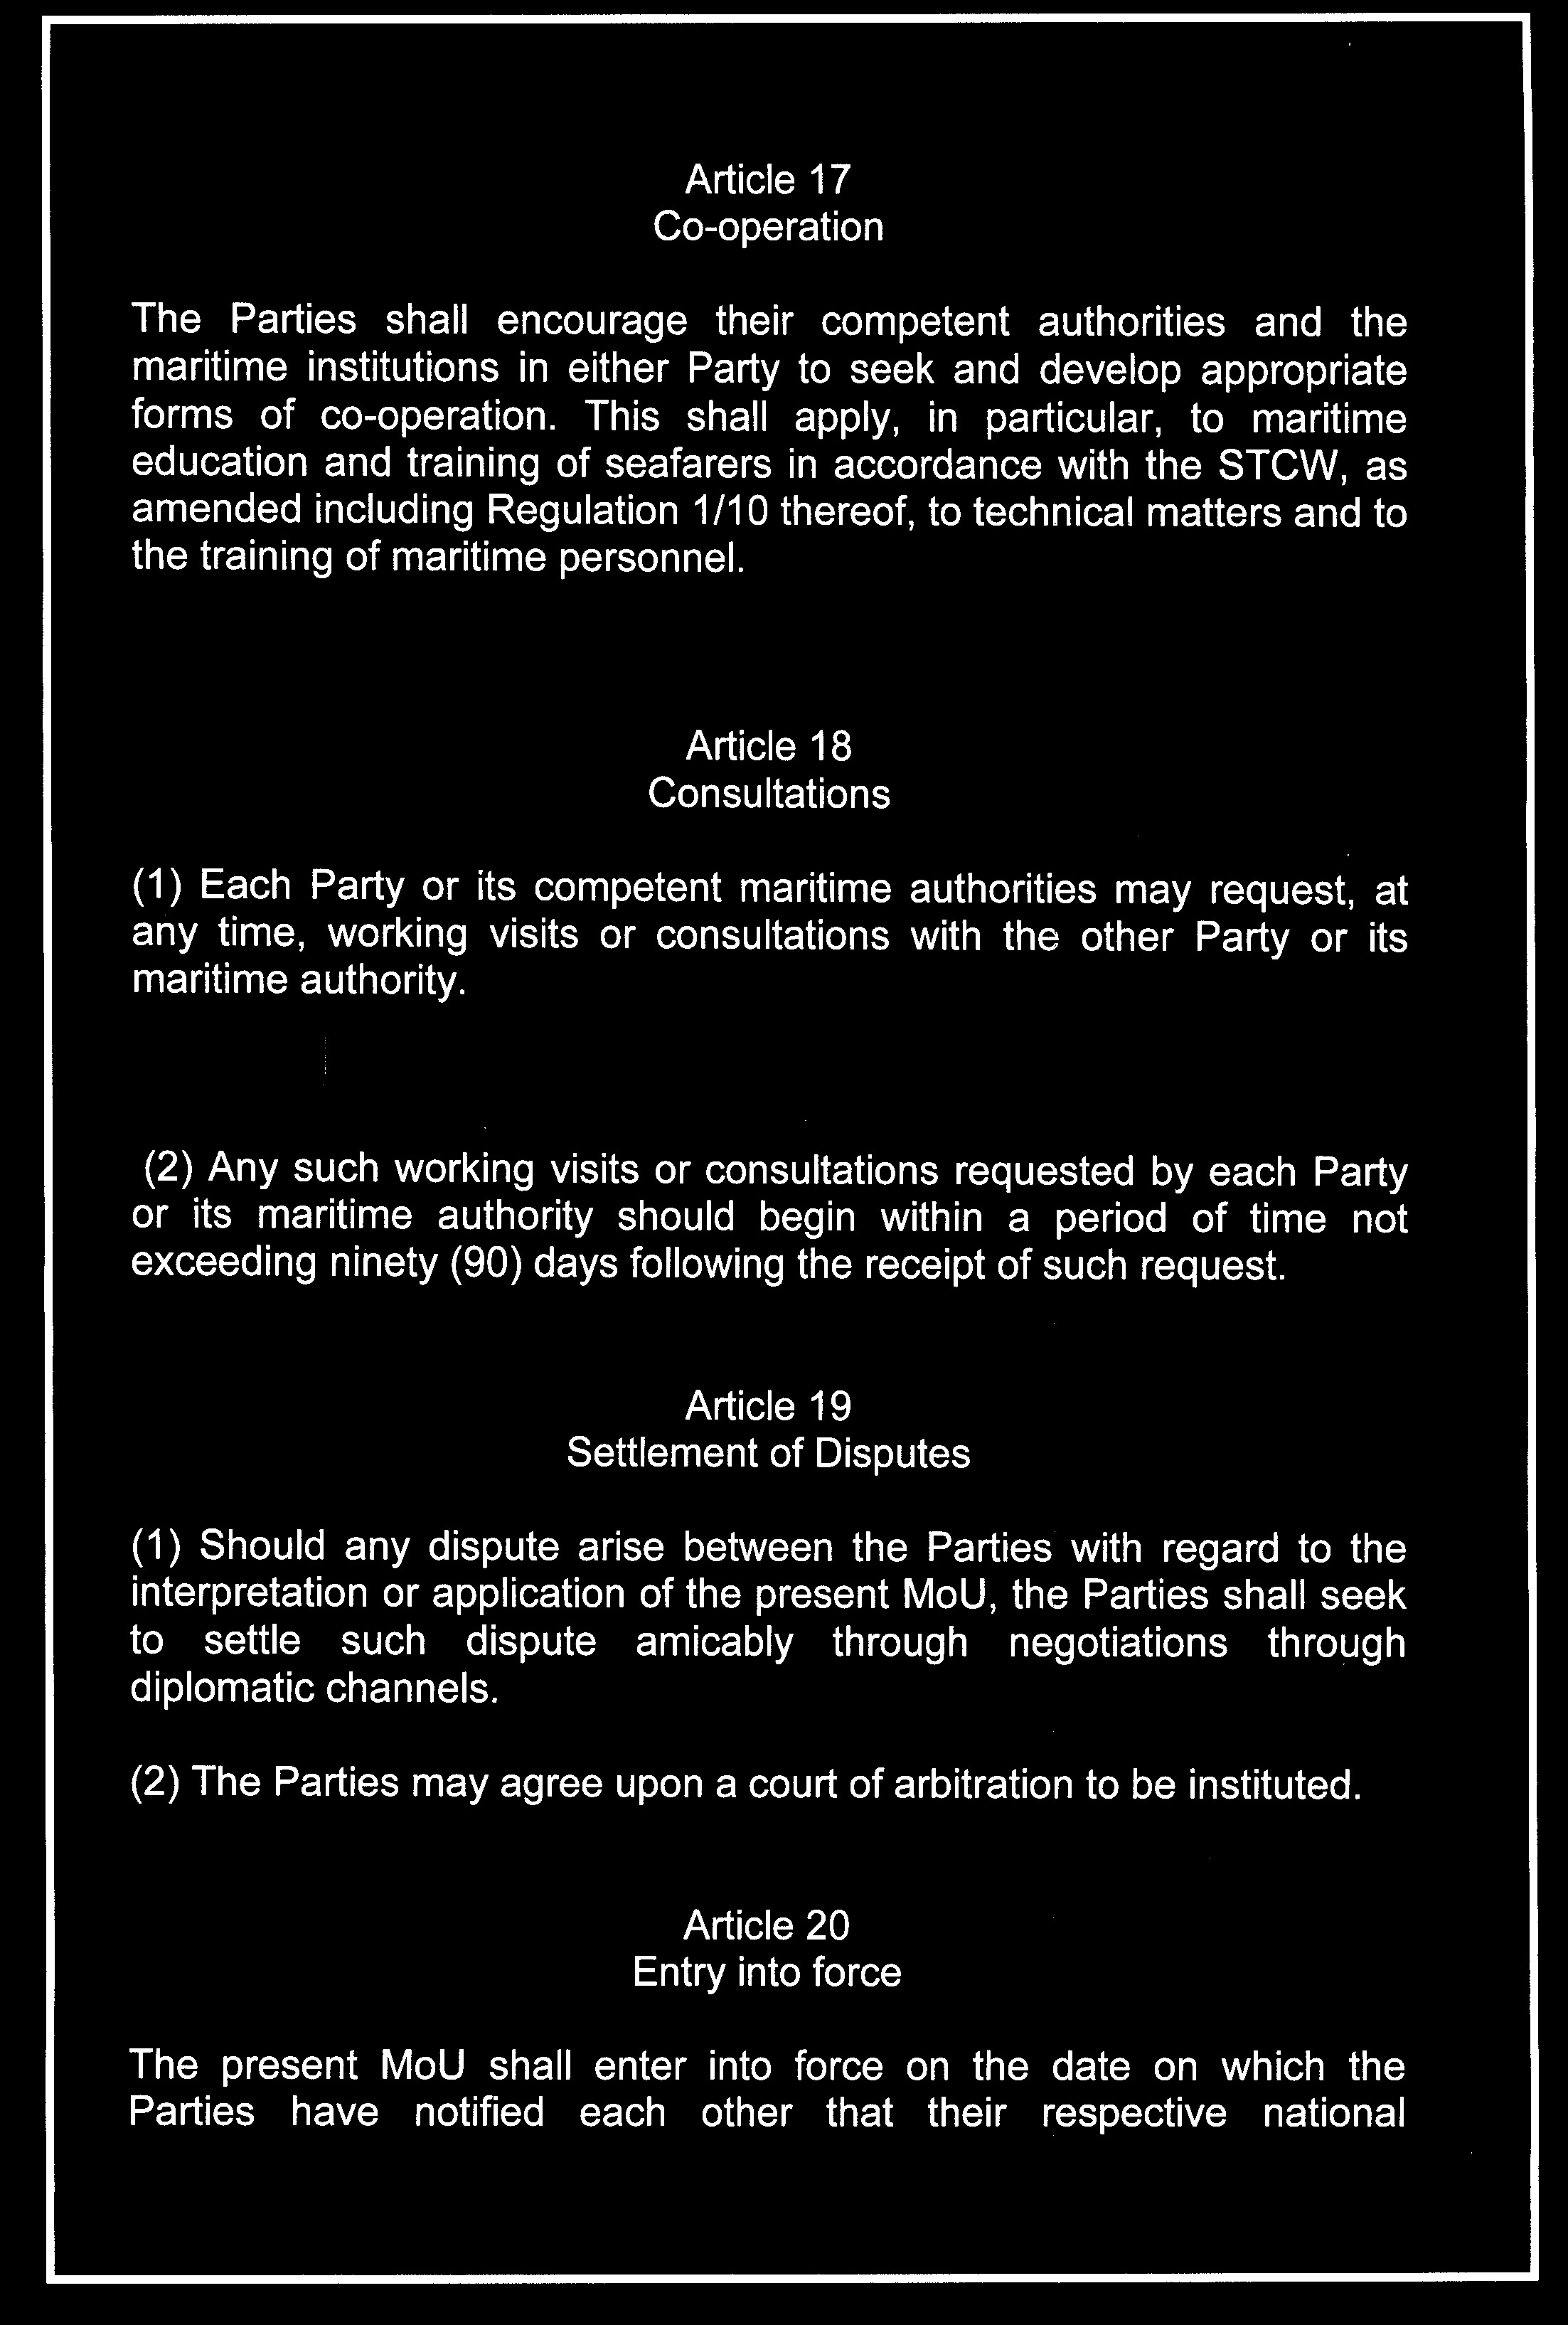 Article 17
Co-operation
The Parties shall encourage their competent authorities and the
maritime institutions in either Party to seek and develop appropriate
forms of co-operation. This shall apply, in particular, to maritime
education and training of seafarers in accordance with the STCW, as
amended including Regulation 1/10 thereof, to technical matters and to
the training of maritime personnel.
Article 18
Consultations
(1) Each Party or its competent maritime authorities may request, at
any time, working visits or consultations with the other Party or its
maritime authority.
(2) Any such working visits or consultations requested by each Party
or its maritime authority should begin within a period of time not
exceeding ninety (90) days following the receipt of such request.
Article 19
Settlement of Disputes
(1) Should any dispute arise between the Parties with regard to the
interpretation or application of the present MoU, the Parties shall seek
to settle such dispute amicably through negotiations through
diplomatic channels.
(2) The Parties may agree upon a court of arbitration to be instituted.
Article 20
Entry into force
The present MoU shall enter into force on the date on which the
Parties have notified each other that their respective national